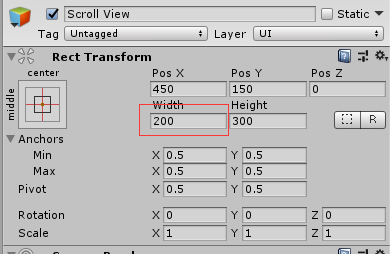 Scroll View Static
Tag Untagged Layer UI
Rect Transform
center Pos X Pos Y Pos Z
450 150 0
middle Width Height
200 300 R
Anchors
Min X 0.5 Y 0.5
Max X 0.5 Y 0.5
Pivot X 0.5 Y 0.5
Rotation X 0 Y 0 Z 0
Scale X 1 Y 1 Z 1